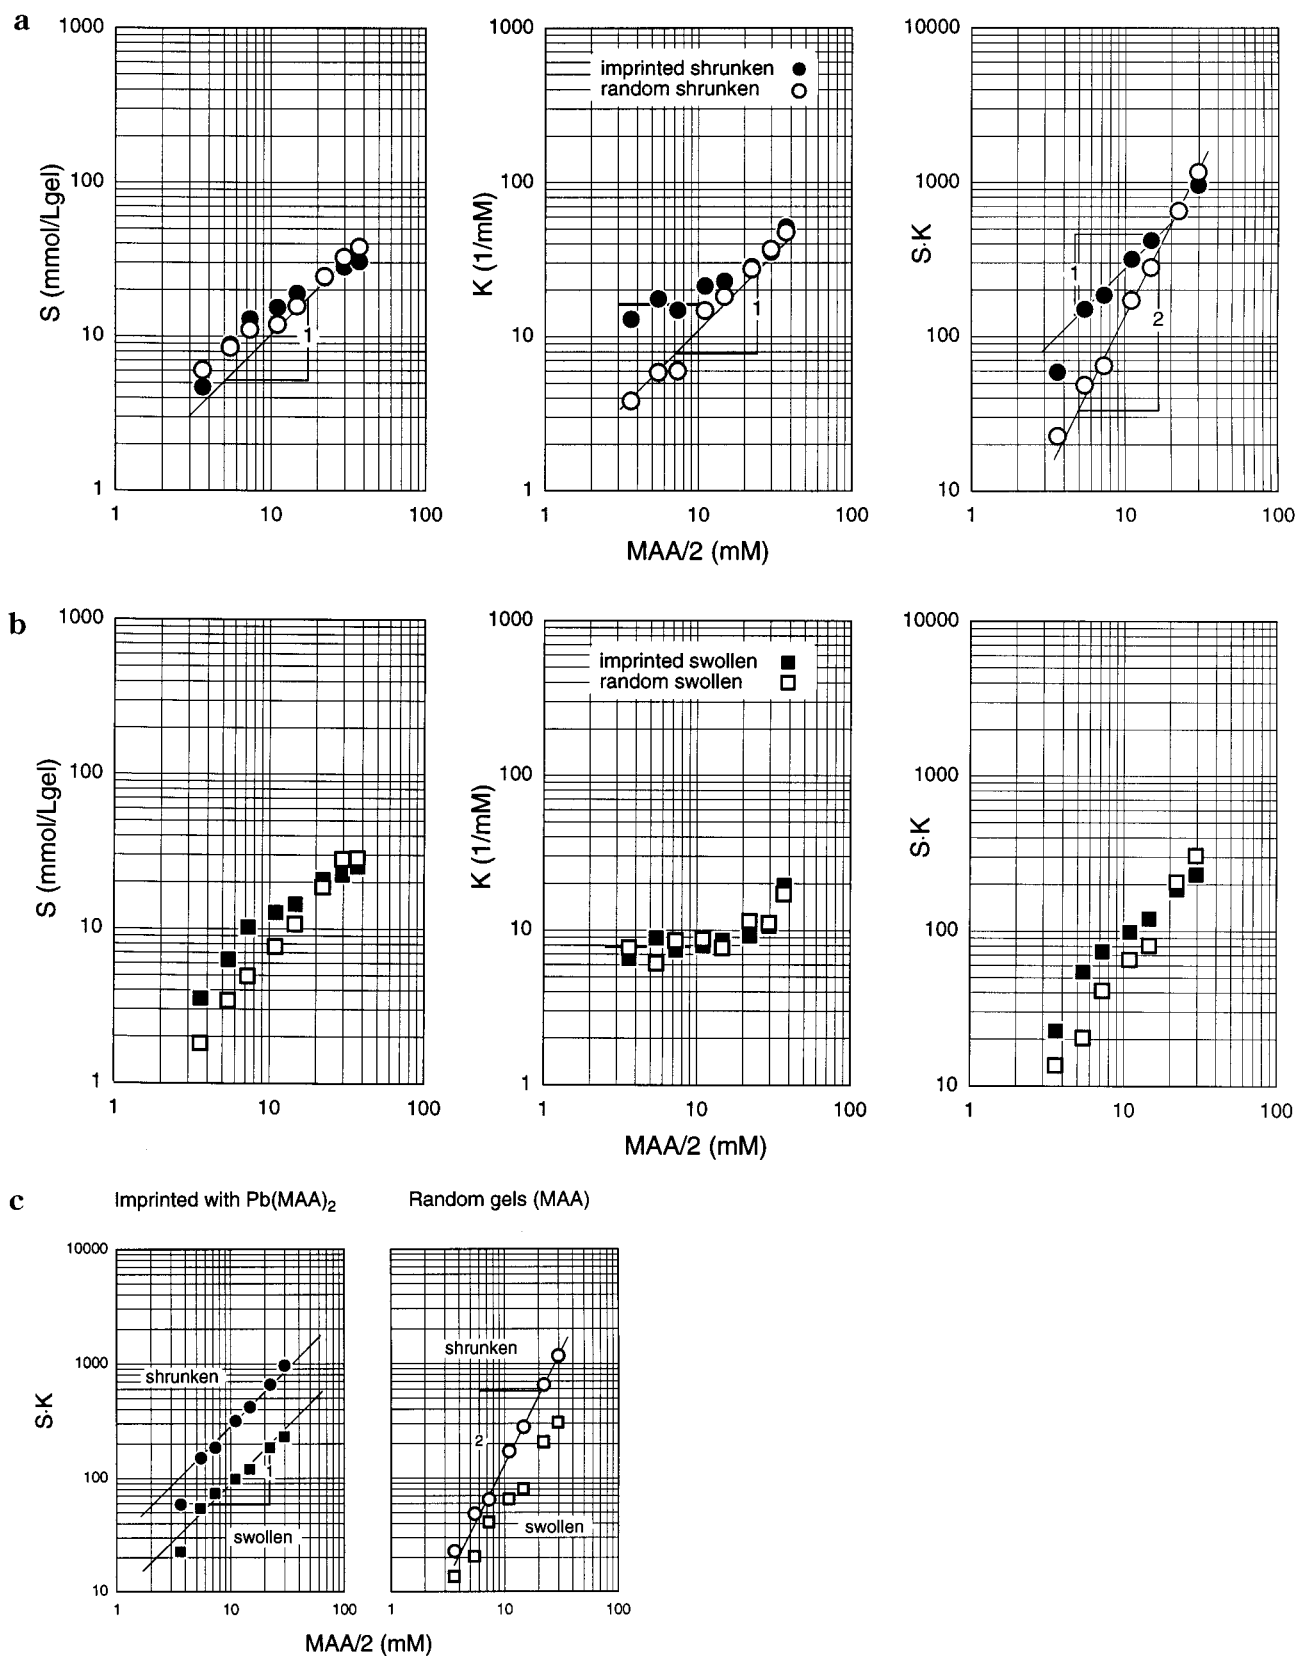 a
1000
100
10
1
S (mmol/Lgel)
1
1 10 100
1000
100
10
1
K (1/mM)
imprinted shrunken
random shrunken
1
1 10 100
MAA/2 (mM)
10000
1000
100
10
S·K
1
2
1 10 100
b
1000
100
10
1
S (mmol/Lgel)
1 10 100
1000
100
10
1
K (1/mM)
imprinted swollen
random swollen
1 10 100
MAA/2 (mM)
10000
1000
100
10
S·K
1 10 100
c
Imprinted with Pb(MAA)2
10000
1000
100
10
S·K
shrunken
1
swollen
1 10 100
Random gels (MAA)
shrunken
2
swollen
1 10 100
MAA/2 (mM)